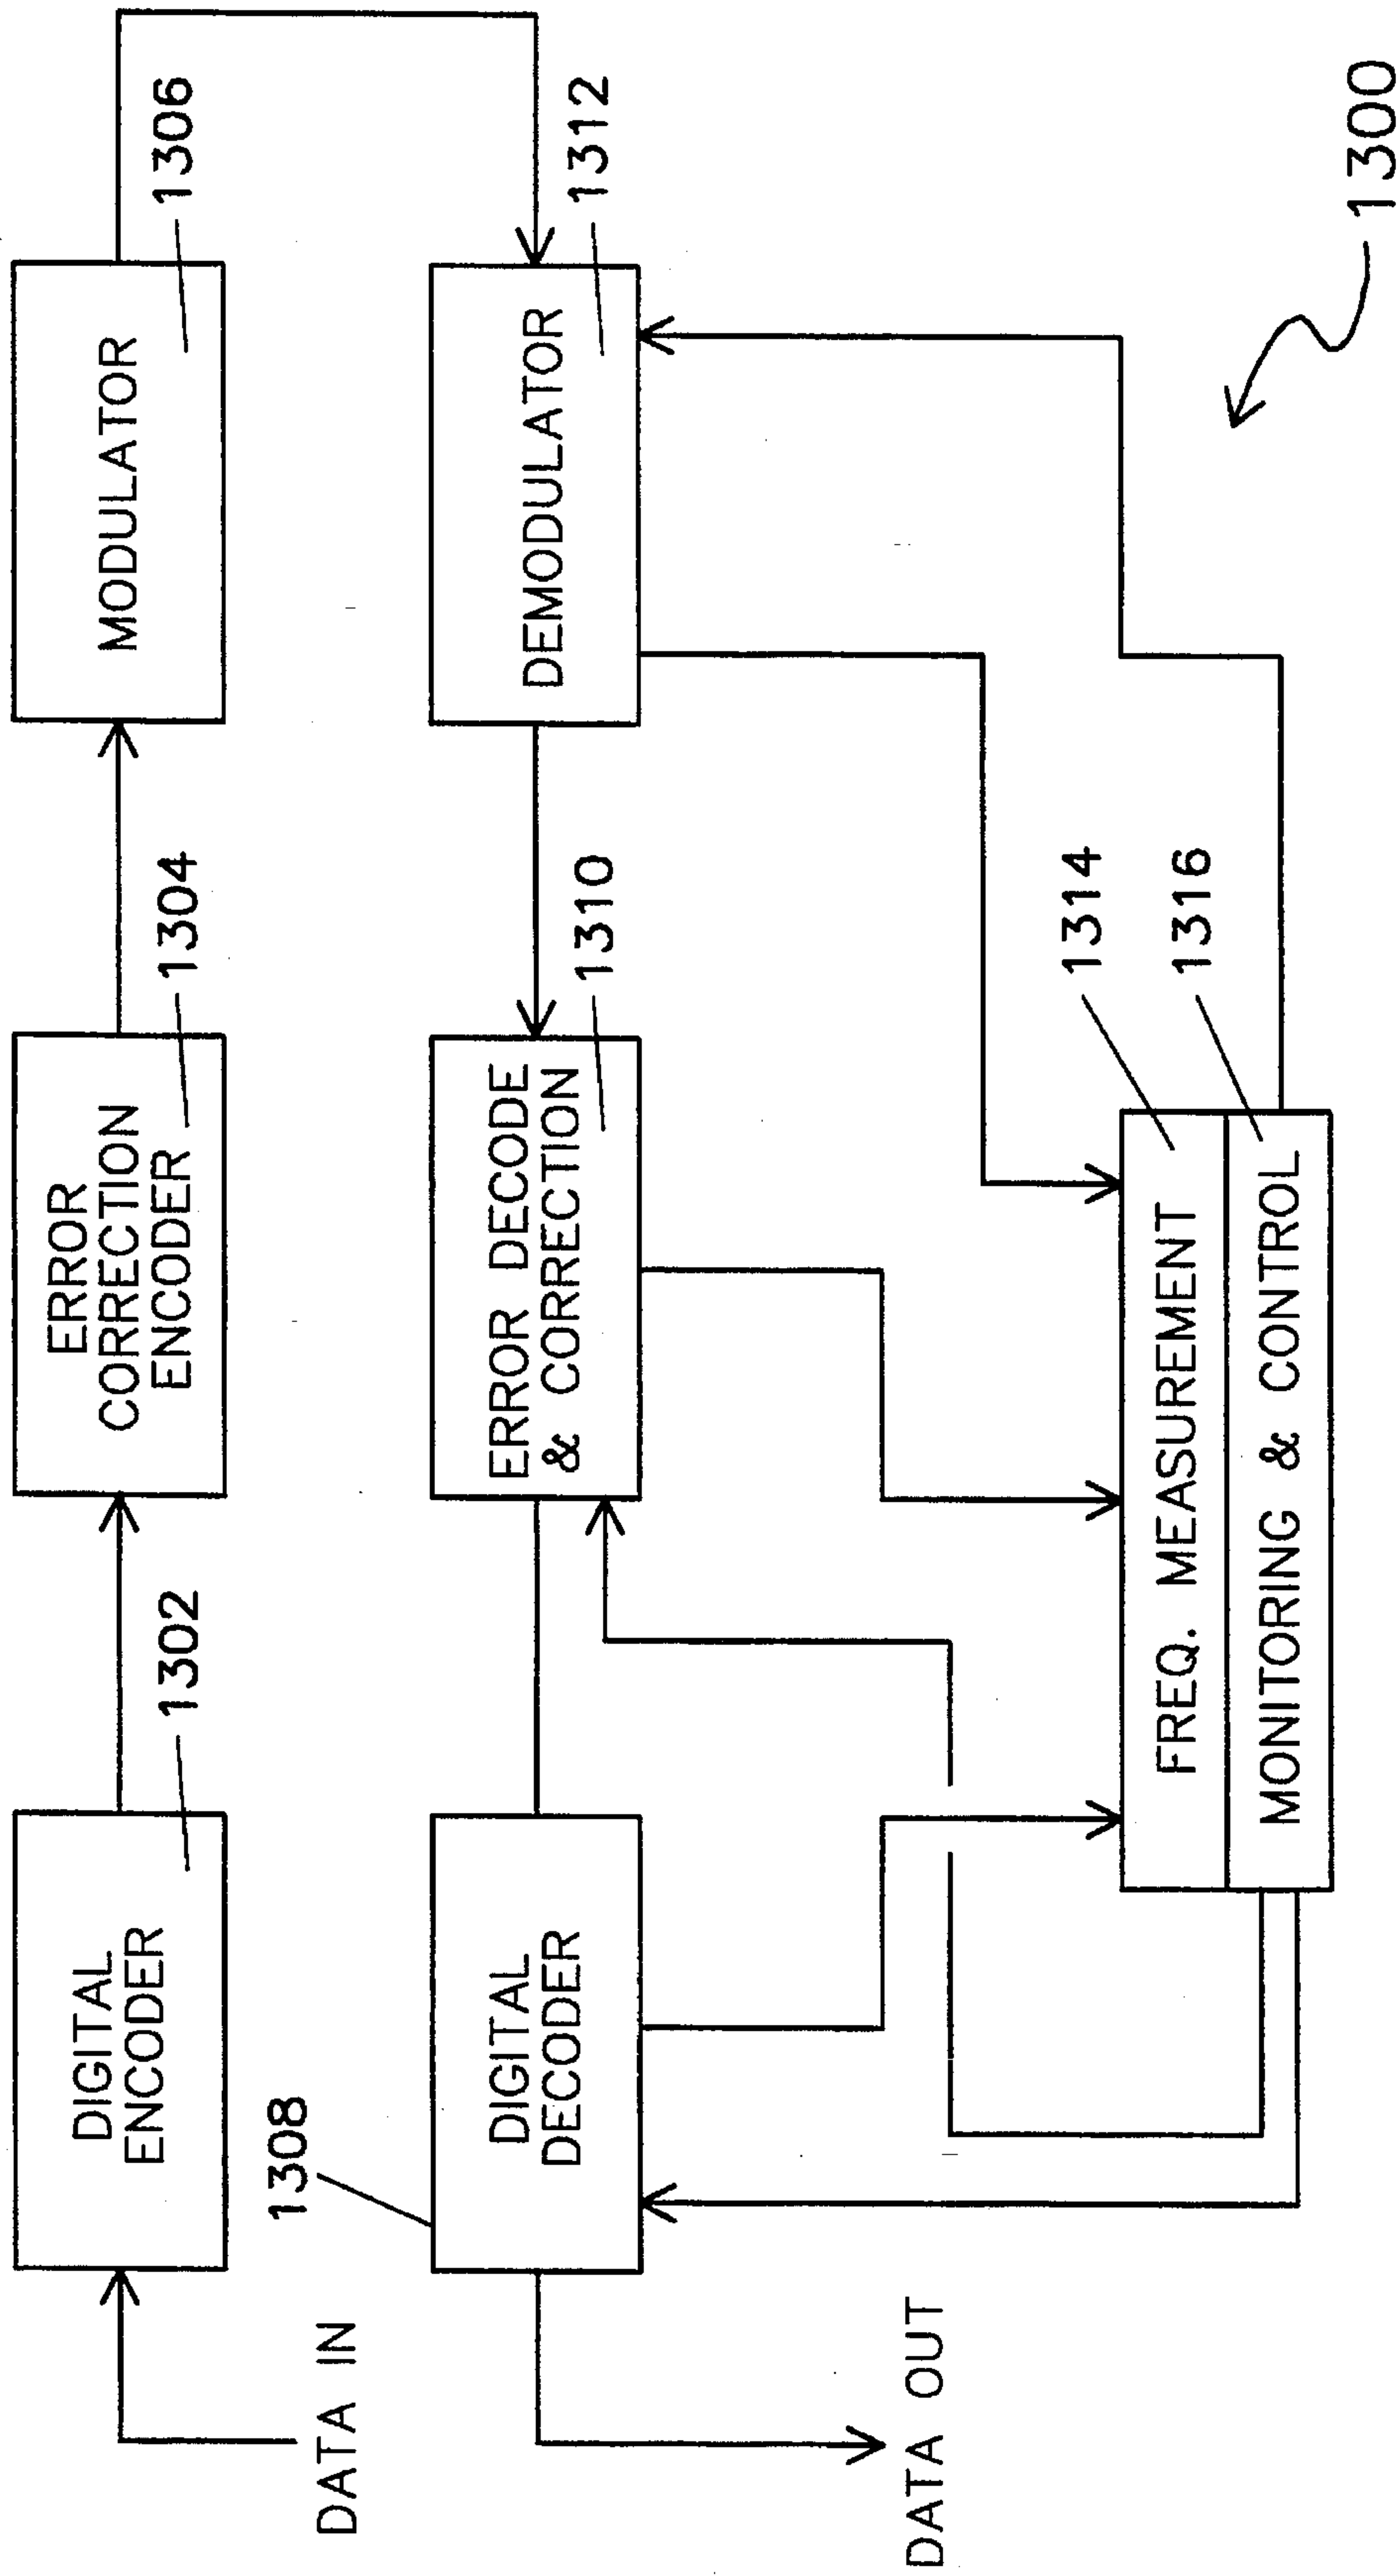 DATA IN
DIGITAL
ENCODER
1302
ERROR
CORRECTION
ENCODER
1304
MODULATOR
1306
1308
DIGITAL
DECODER
ERROR DECODE
& CORRECTION
1310
DEMODULATOR
1312
DATA OUT
FREQ. MEASUREMENT
1314
MONITORING & CONTROL
1316
1300